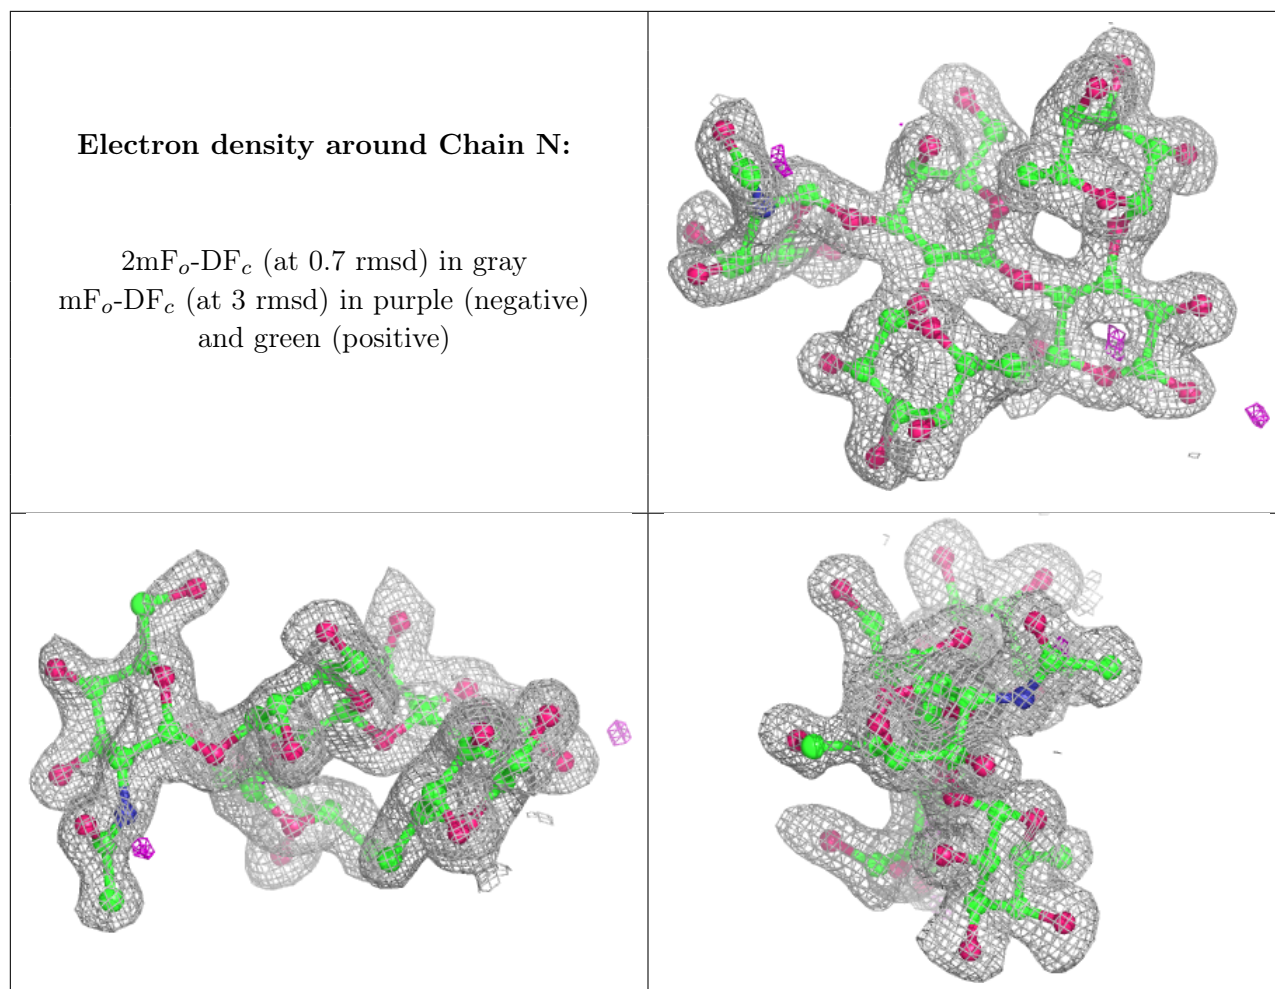 Electron density around Chain N:
2mFo-DFc (at 0.7 rmsd) in gray
mFo-DFc (at 3 rmsd) in purple (negative)
and green (positive)